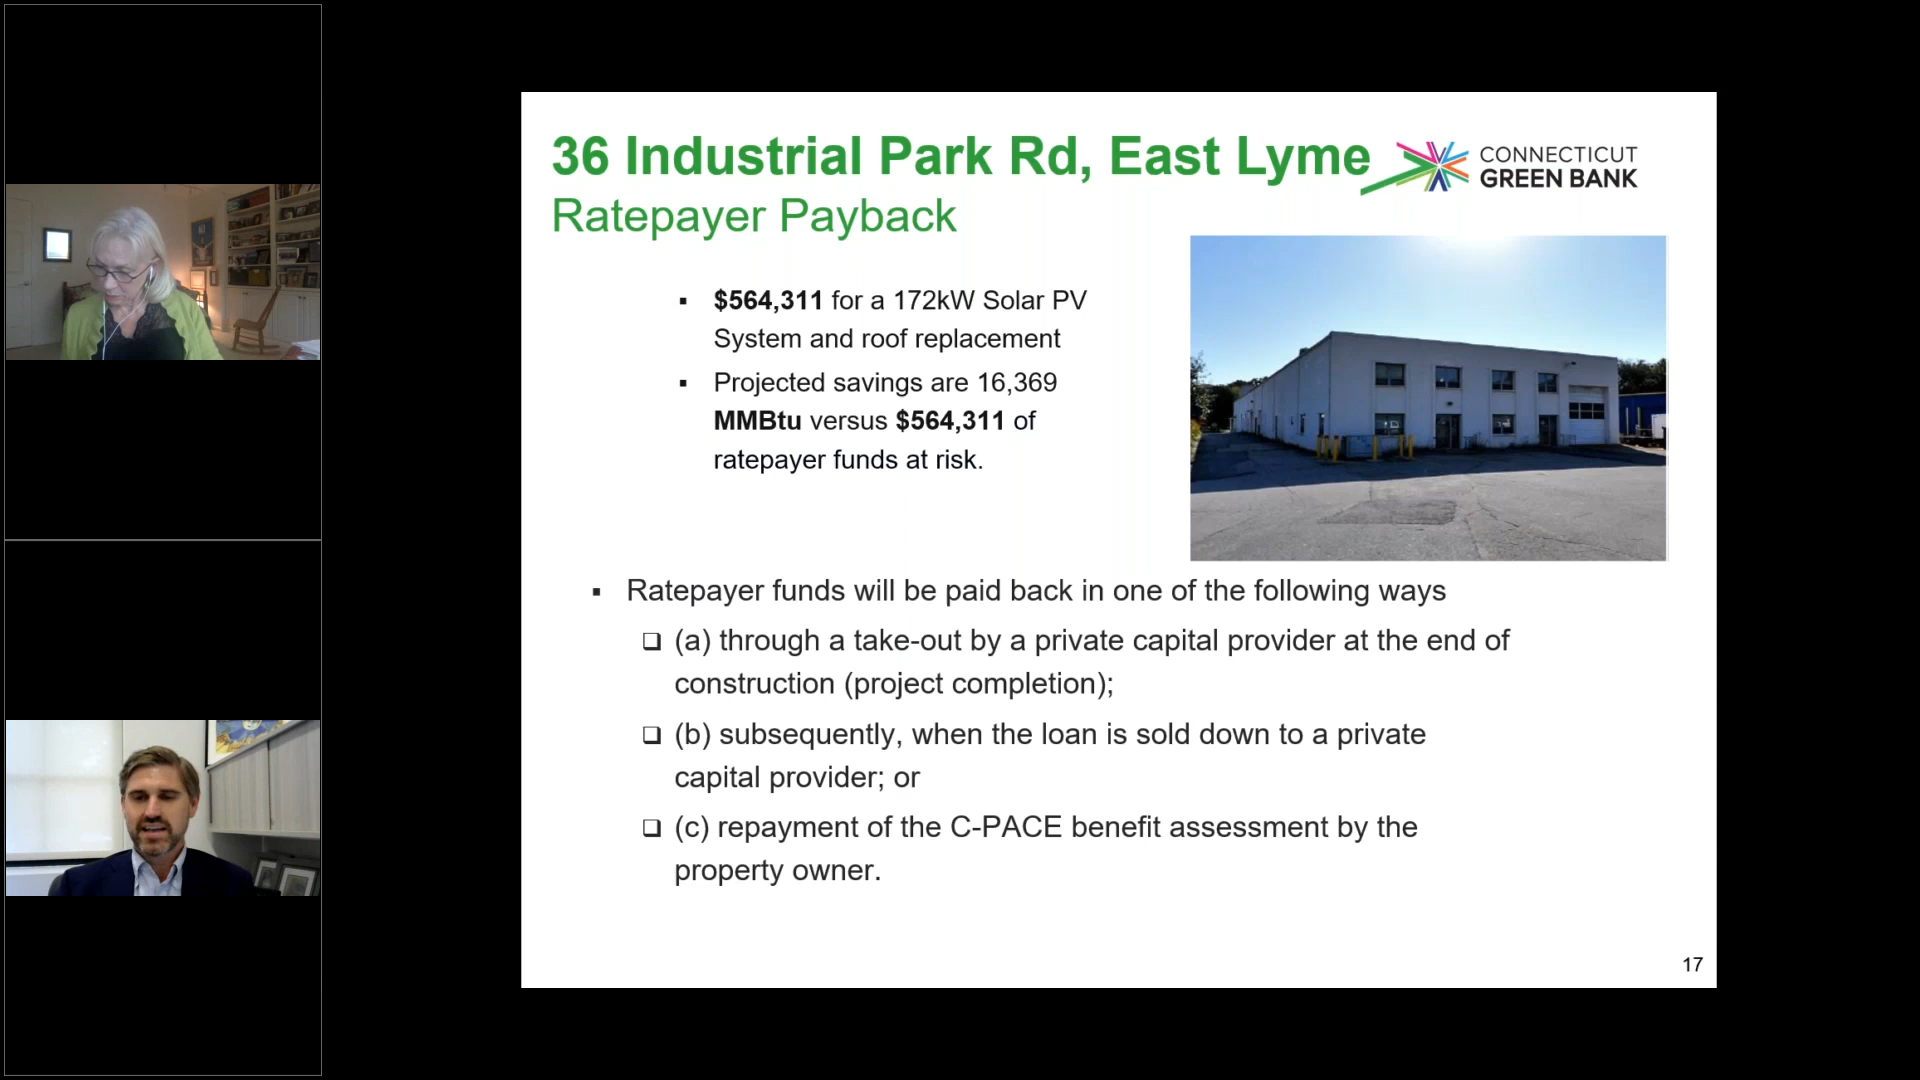 36 Industrial Park Rd, East Lyme
CONNECTICUT
GREEN BANK
Ratepayer Payback
▪ $564,311 for a 172kW Solar PV
System and roof replacement
▪ Projected savings are 16,369
MMBtu versus $564,311 of
ratepayer funds at risk.
▪ Ratepayer funds will be paid back in one of the following ways
❑ (a) through a take-out by a private capital provider at the end of
construction (project completion);
❑ (b) subsequently, when the loan is sold down to a private
capital provider; or
❑ (c) repayment of the C-PACE benefit assessment by the
property owner.
17